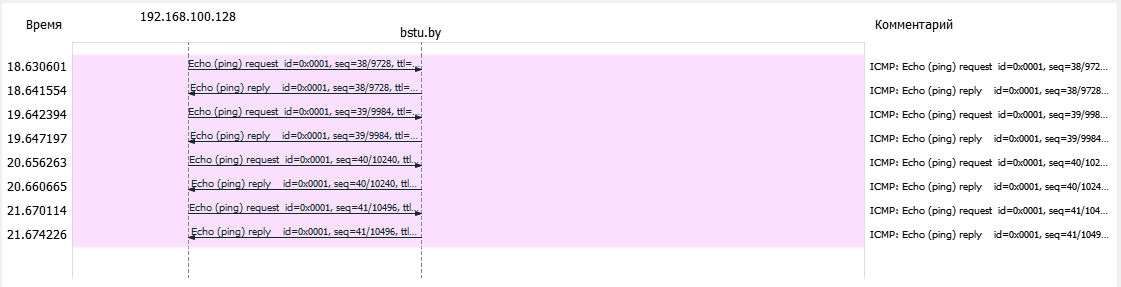 Время
192.168.100.128
bstu.by
Комментарий
18.630601 Echo (ping) request id=0x0001, seq=38/9728, ttl=... ICMP: Echo (ping) request id=0x0001, seq=38/972...
18.641554 Echo (ping) reply id=0x0001, seq=38/9728, ttl=... ICMP: Echo (ping) reply id=0x0001, seq=38/9728...
19.642394 Echo (ping) request id=0x0001, seq=39/9984, ttl=... ICMP: Echo (ping) request id=0x0001, seq=39/998...
19.647197 Echo (ping) reply id=0x0001, seq=39/9984, ttl=... ICMP: Echo (ping) reply id=0x0001, seq=39/9984...
20.656263 Echo (ping) request id=0x0001, seq=40/10240, ttl... ICMP: Echo (ping) request id=0x0001, seq=40/102...
20.660665 Echo (ping) reply id=0x0001, seq=40/10240, ttl... ICMP: Echo (ping) reply id=0x0001, seq=40/1024...
21.670114 Echo (ping) request id=0x0001, seq=41/10496, ttl... ICMP: Echo (ping) request id=0x0001, seq=41/104...
21.674226 Echo (ping) reply id=0x0001, seq=41/10496, ttl... ICMP: Echo (ping) reply id=0x0001, seq=41/1049...